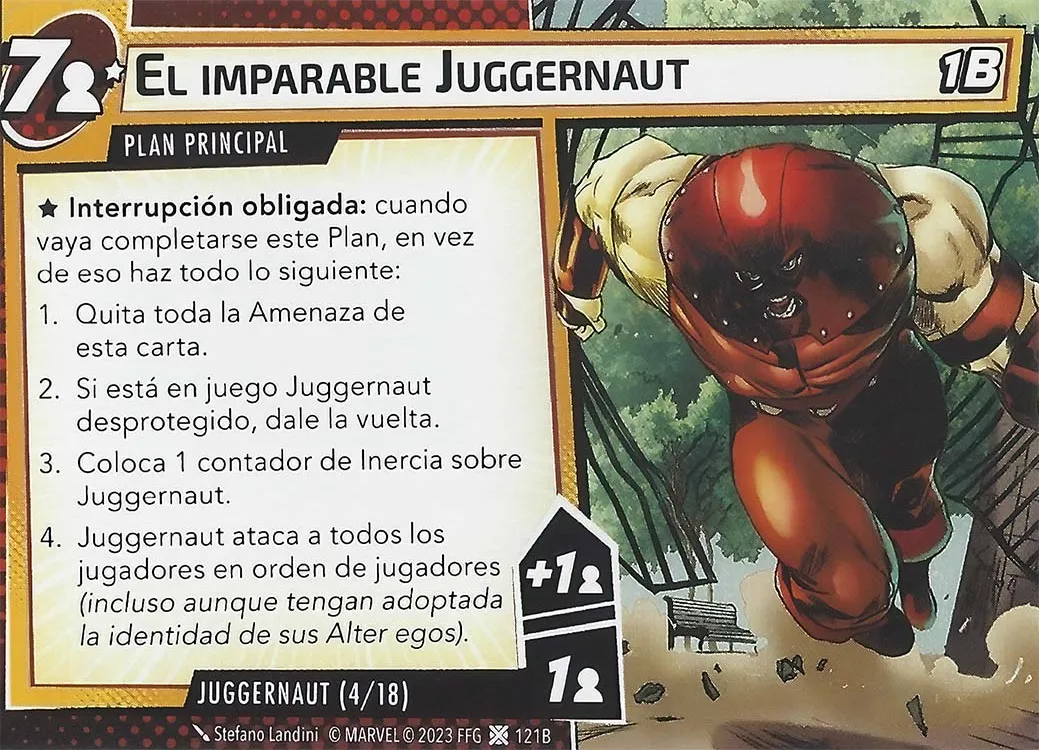 7
EL IMPARABLE JUGGERNAUT
1B
PLAN PRINCIPAL
★ Interrupción obligada: cuando
vaya completarse este Plan, en vez
de eso haz todo lo siguiente:
1. Quita toda la Amenaza de
esta carta.
2. Si está en juego Juggernaut
desprotegido, dale la vuelta.
3. Coloca 1 contador de Inercia sobre
Juggernaut.
4. Juggernaut ataca a todos los
jugadores en orden de jugadores
(incluso aunque tengan adoptada
la identidad de sus Alter egos).
+1
1
JUGGERNAUT (4/18)
Stefano Landini © MARVEL © 2023 FFG 121B